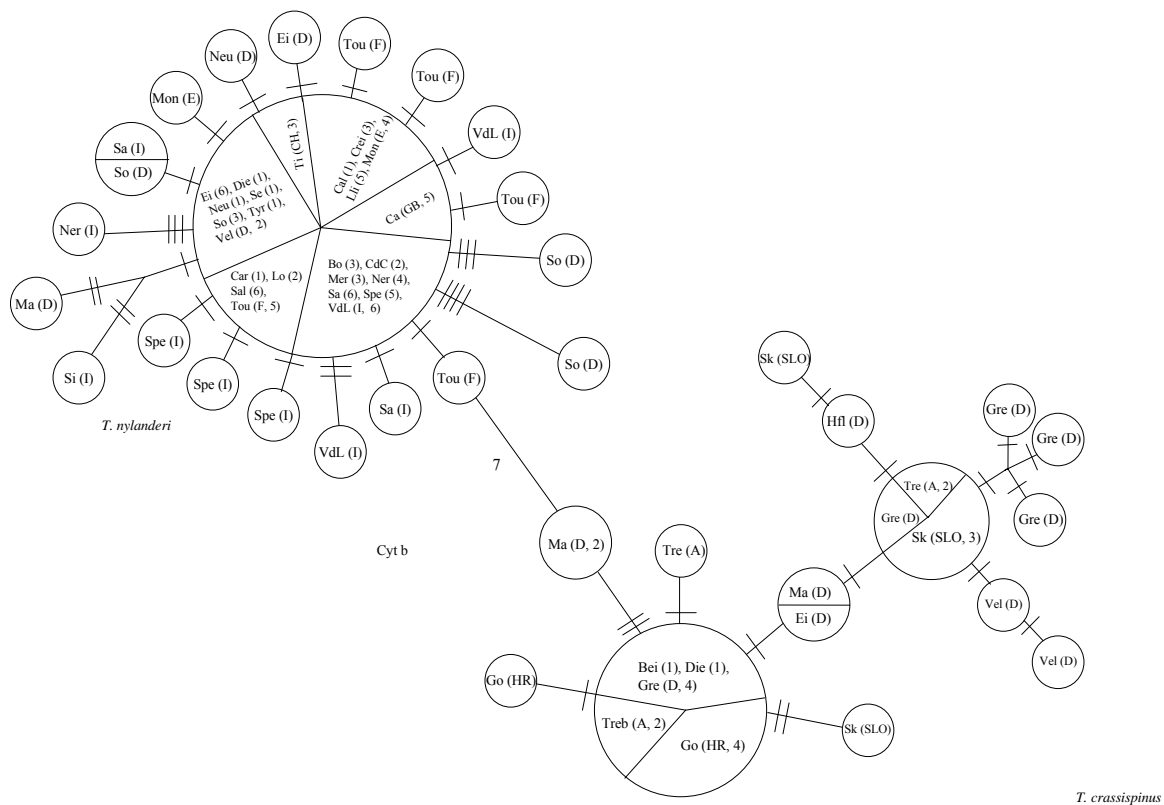 Ei (D)
Tou (F)
Neu (D)
Tou (F)
Mon (E)
VdL (I)
Sa (I)
So (D)
Ti (CH, 3)
Cal (1), Crei (3),
Lli (5), Mon (E, 4)
Ei (6), Die (1),
Neu (1), Se (1),
So (3), Tyr (1),
Vel (D, 2)
Ca (GB, 5)
Tou (F)
Ner (I)
So (D)
Car (1), Lo (2)
Sal (6),
Tou (F, 5)
Bo (3), CdC (2),
Mer (3), Ner (4),
Sa (6), Spe (5),
VdL (I, 6)
Ma (D)
Spe (I)
Si (I)
Spe (I)
Spe (I)
VdL (I)
Sa (I)
Tou (F)
So (D)
T. nylanderi
7
Sk (SLO)
Hfl (D)
Gre (D)
Gre (D)
Gre (D)
Tre (A, 2)
Gre (D)
Sk (SLO, 3)
Cyt b
Ma (D, 2)
Tre (A)
Ma (D)
Ei (D)
Vel (D)
Vel (D)
Go (HR)
Bei (1), Die (1),
Gre (D, 4)
Treb (A, 2)
Go (HR, 4)
Sk (SLO)
T. crassispinus